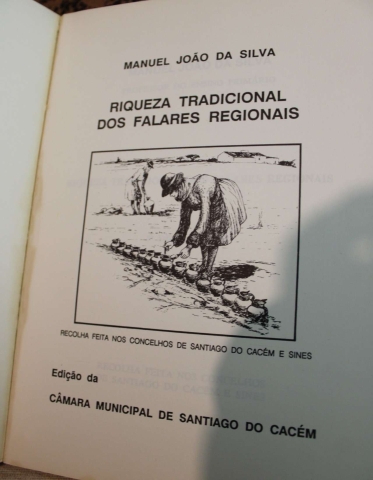 MANUEL JOÃO DA SILVA
RIQUEZA TRADICIONAL
DOS FALARES REGIONAIS
RECOLHA FEITA NOS CONCELHOS DE SANTIAGO DO CACÉM E SINES
Edição da
CÂMARA MUNICIPAL DE SANTIAGO DO CACÉM